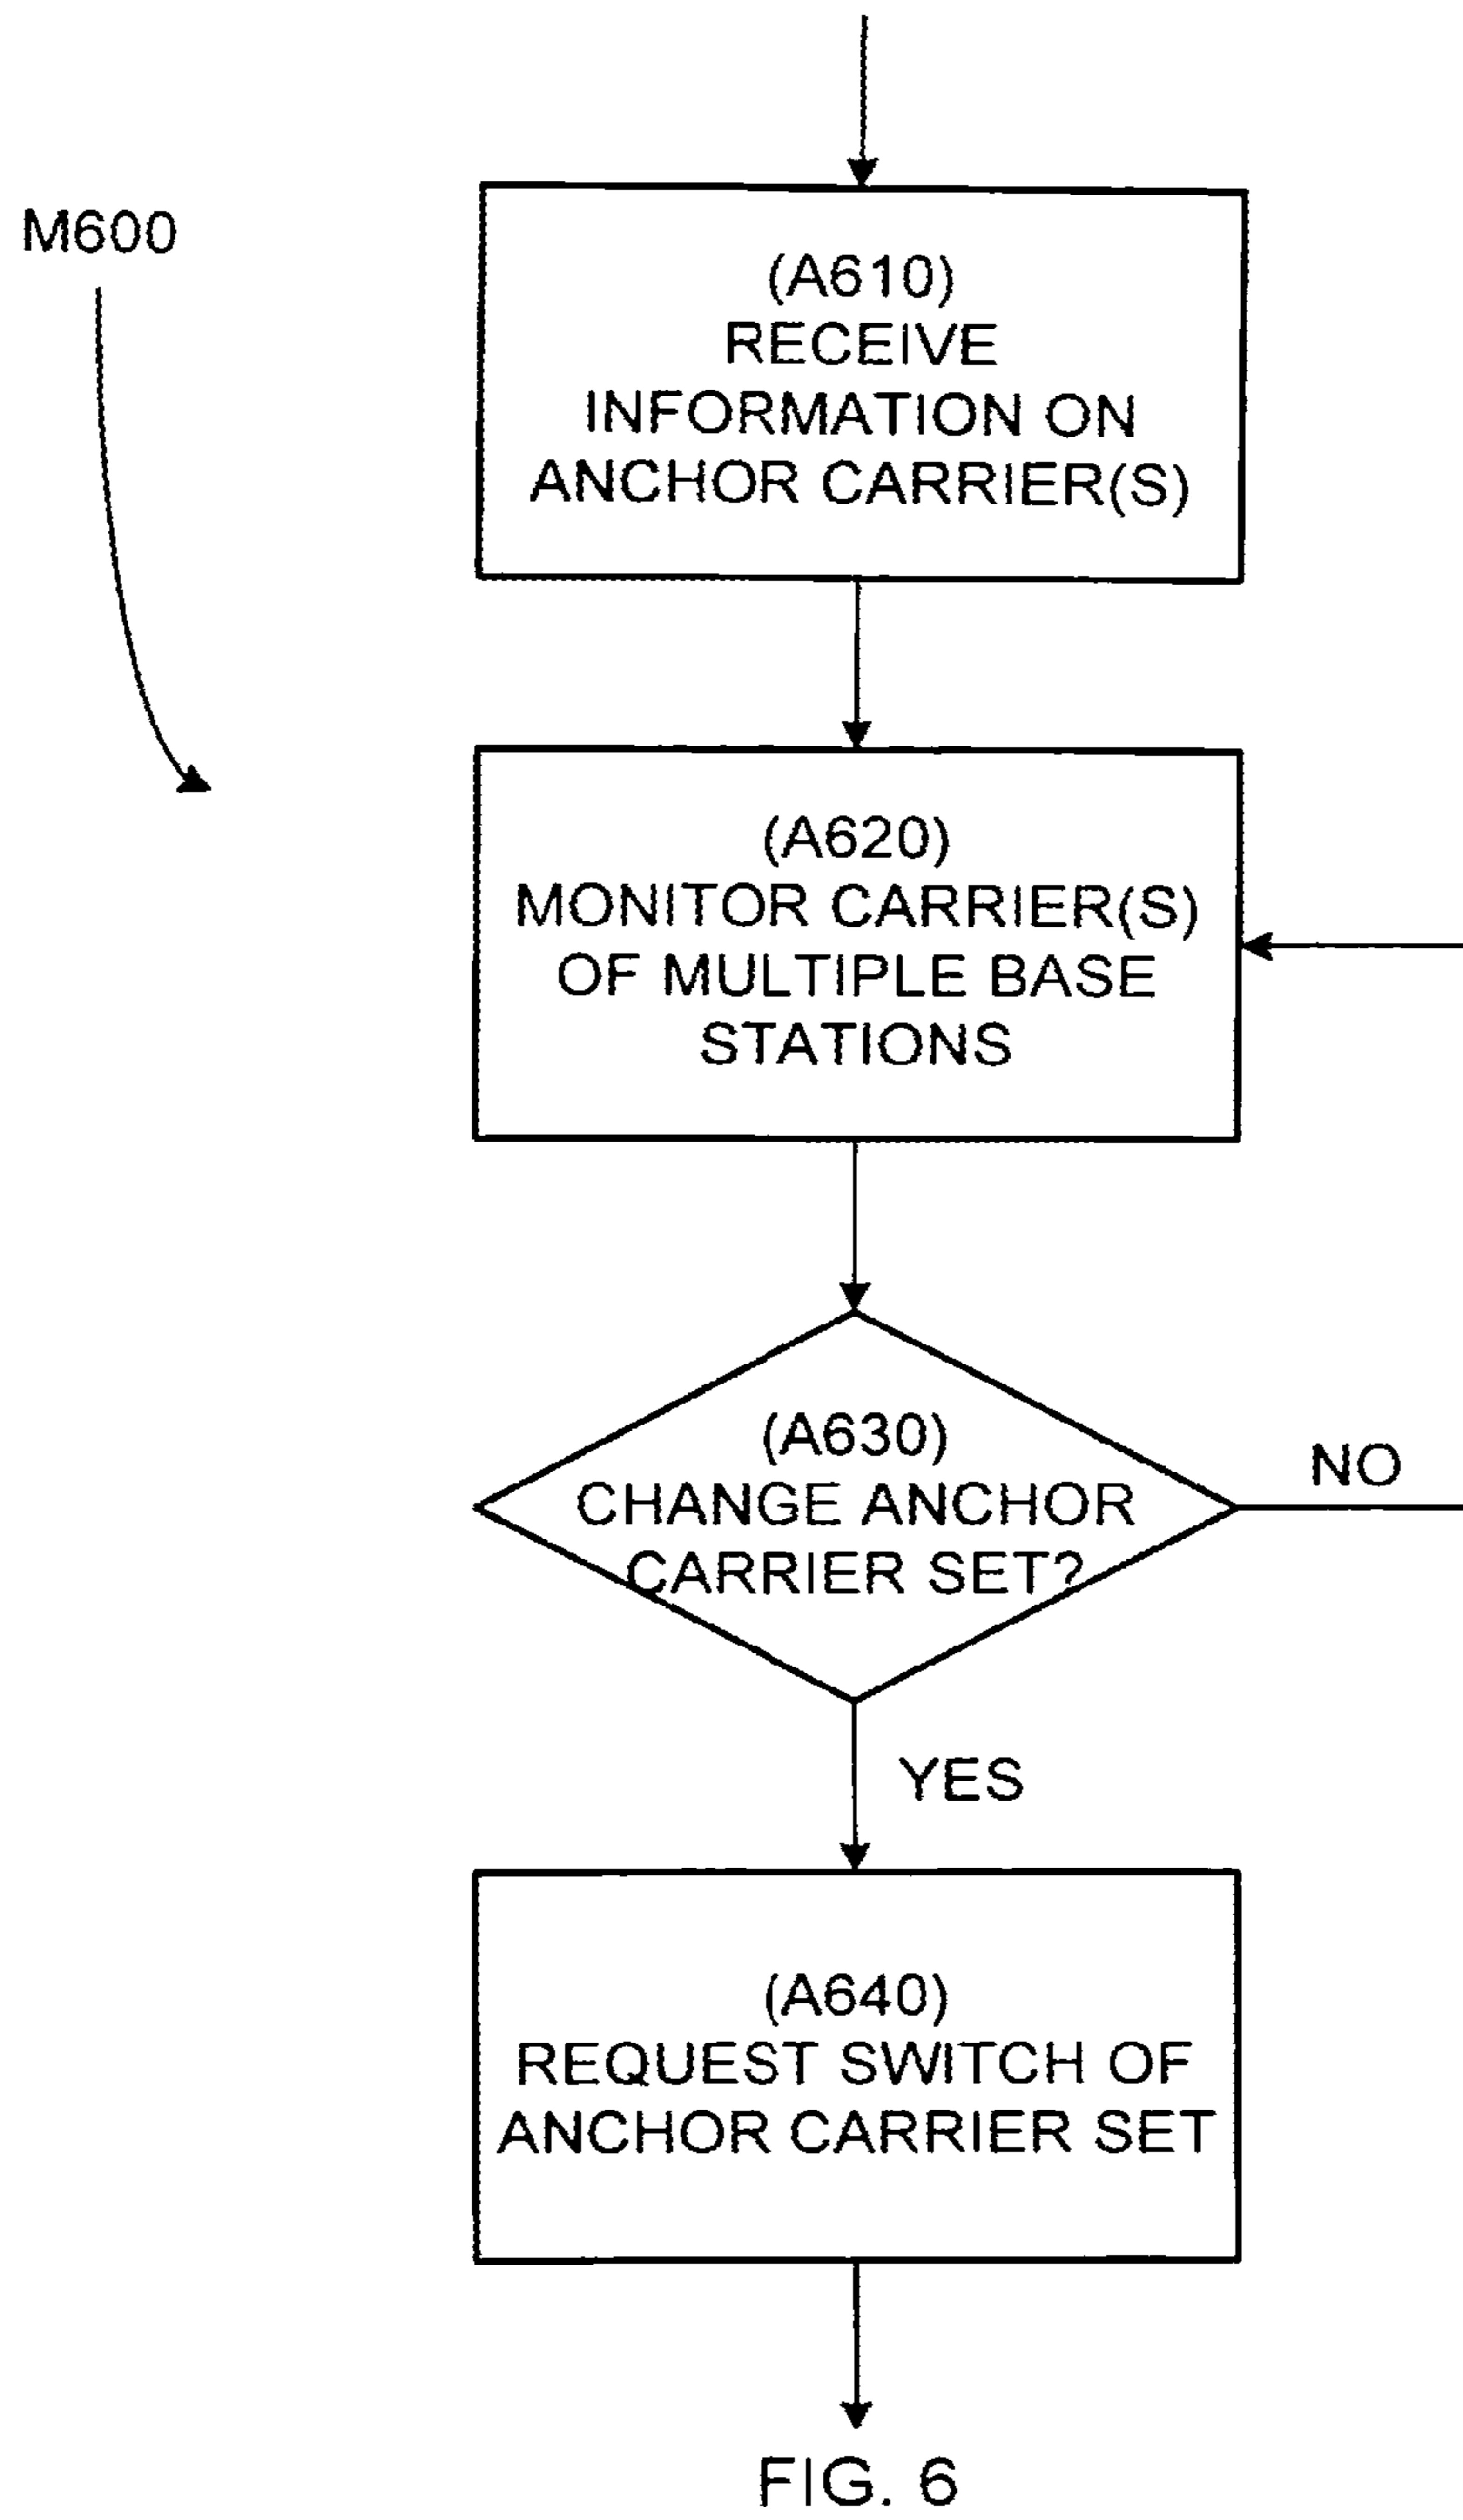 M600
(A610)
RECEIVE
INFORMATION ON
ANCHOR CARRIER(S)
(A620)
MONITOR CARRIER(S)
OF MULTIPLE BASE
STATIONS
(A630)
CHANGE ANCHOR
CARRIER SET?
NO
YES
(A640)
REQUEST SWITCH OF
ANCHOR CARRIER SET
FIG. 6